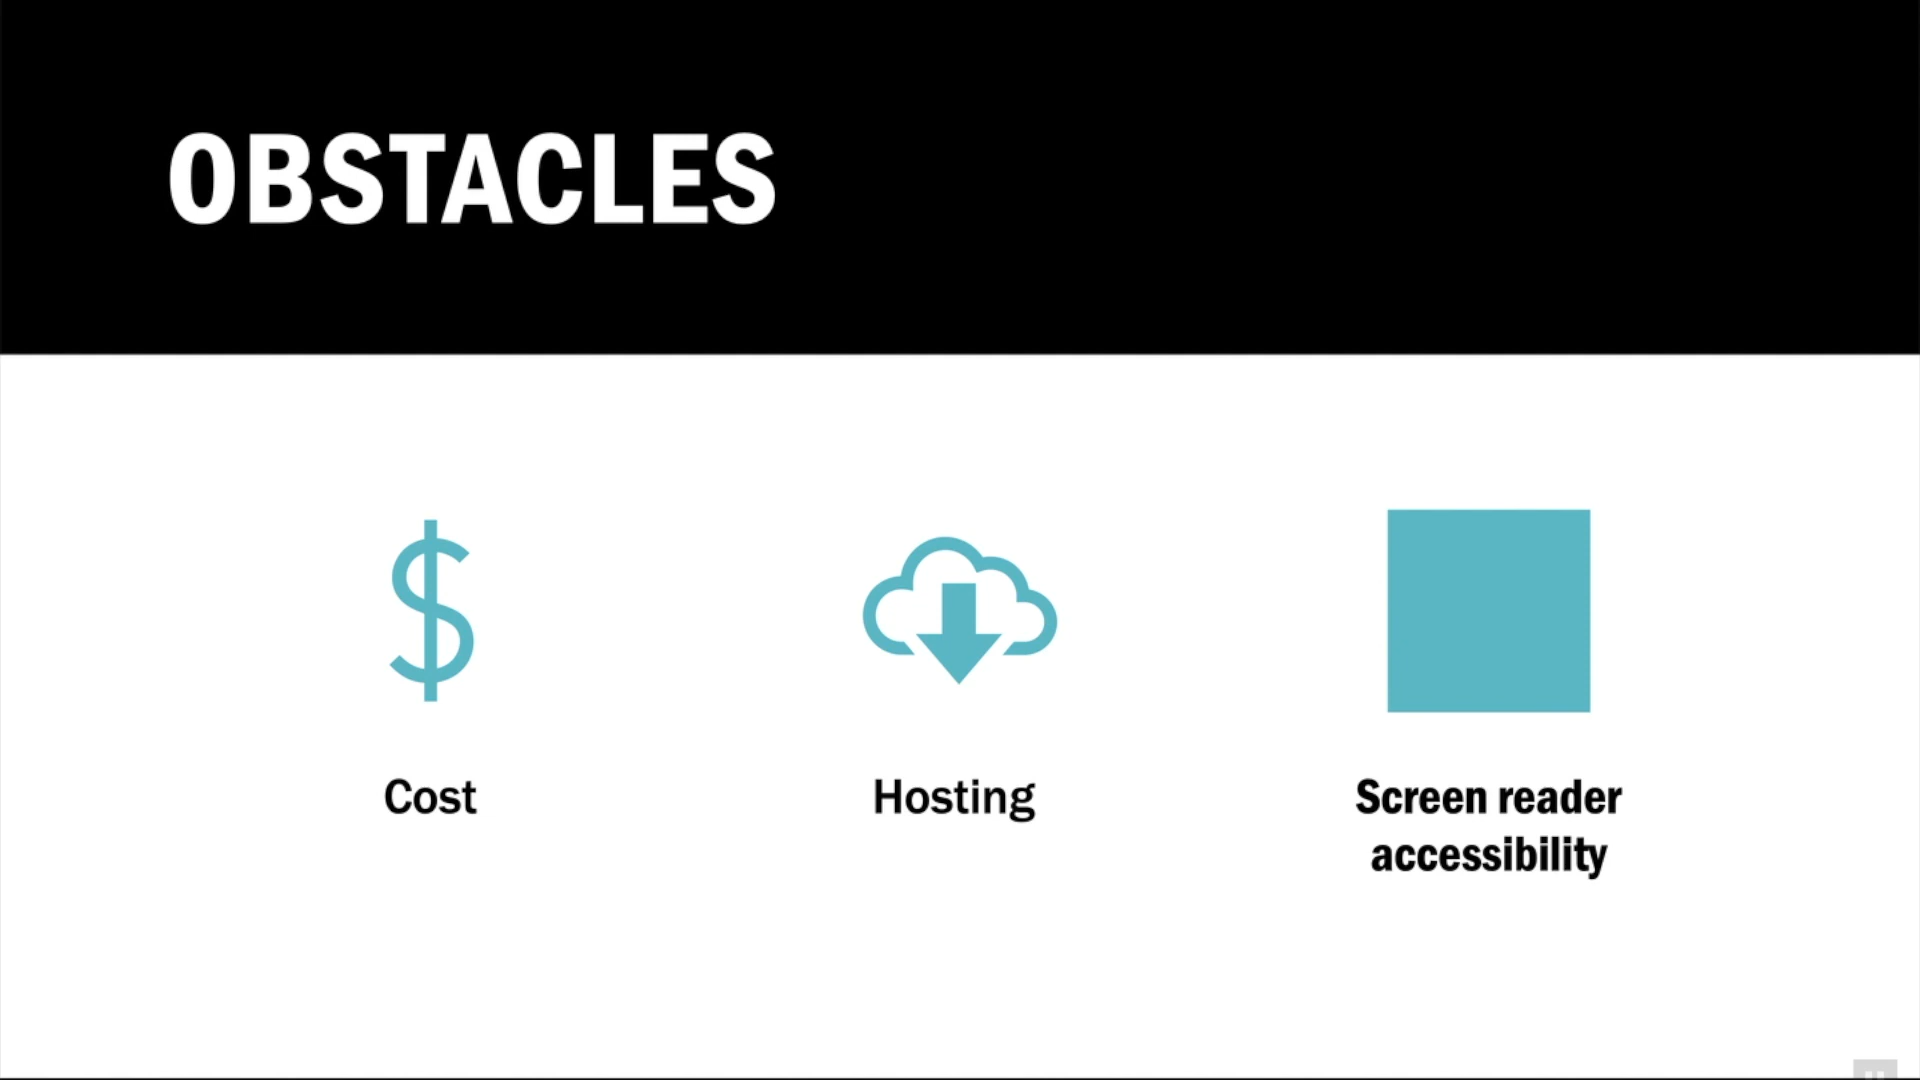 OBSTACLES
Cost
Hosting
Screen reader
accessibility